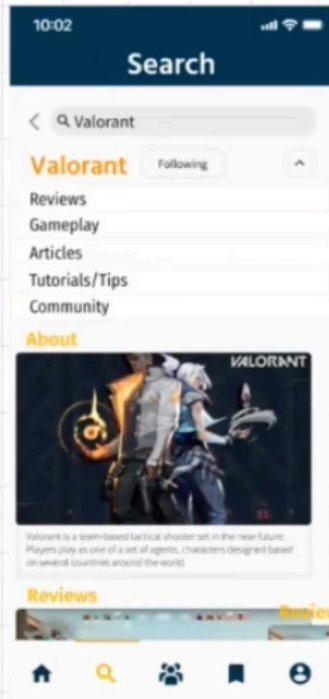 10:02
Search
Valorant
Valorant
Following
Reviews
Gameplay
Articles
Tutorials/Tips
Community
About
VALORANT
Valorant is a team-based tactical shooter set in the near future.
Players play as one of a set of agents, characters designed based
on several countries around the world
Reviews